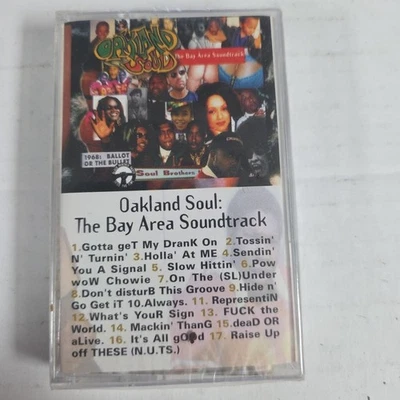 OAKLAND
SOUL
The Bay Area Soundtrack
1968: BALLOT
OR THE BULLET
Soul Brothers
Oakland Soul:
The Bay Area Soundtrack
1.Gotta geT My DranK On 2.Tossin'
N' Turnin' 3.Holla' At ME 4.Sendin'
You A Signal 5. Slow Hittin' 6.Pow
woW Chowie 7.On The (SL)Under
8.Don't disturB This Groove 9.Hide n'
Go Get iT 10.Always. 11. RepresentiN
12.What's YouR Sign 13. FUCK the
World. 14. Mackin' ThanG 15.deaD OR
aLive. 16. It's All gOod 17. Raise Up
off THESE (N.U.T.S.)